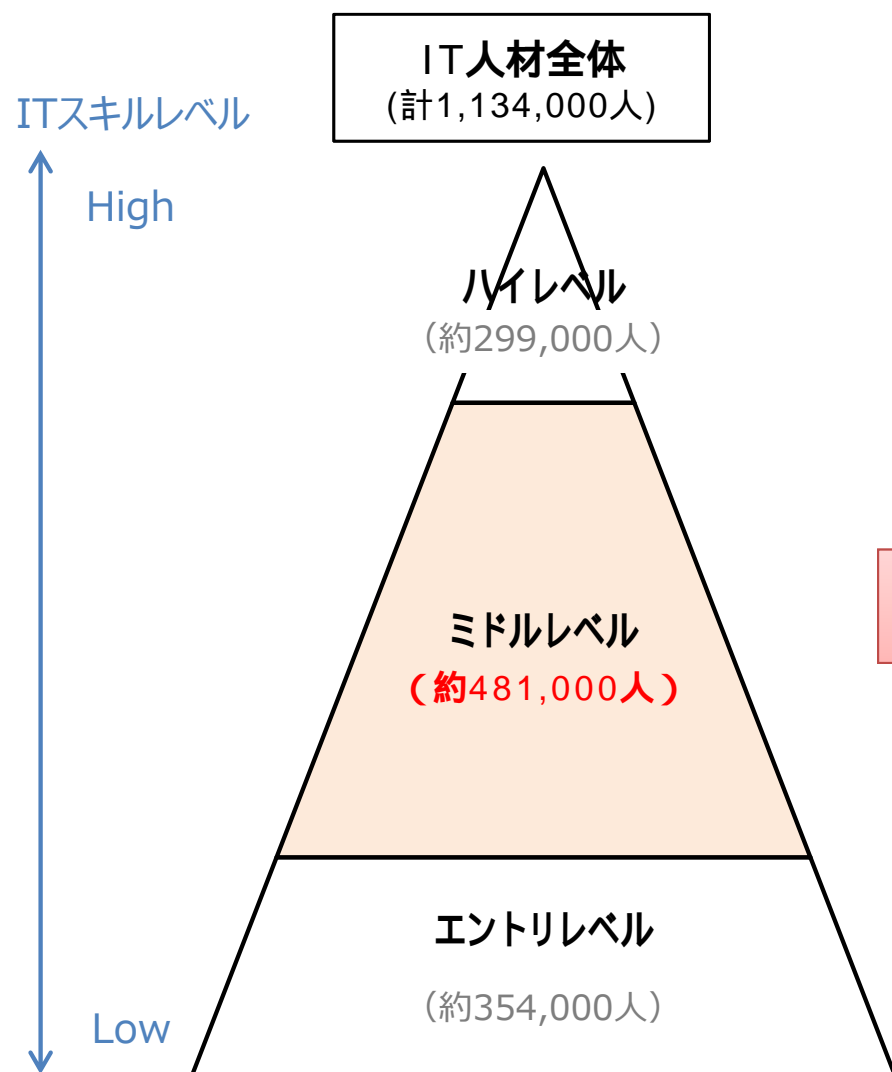 IT人材全体
(計1,134,000人)
ITスキルレベル
High
ハイレベル
（約299,000人）
ミドルレベル
（約481,000人）
エントリレベル
（約354,000人）
Low